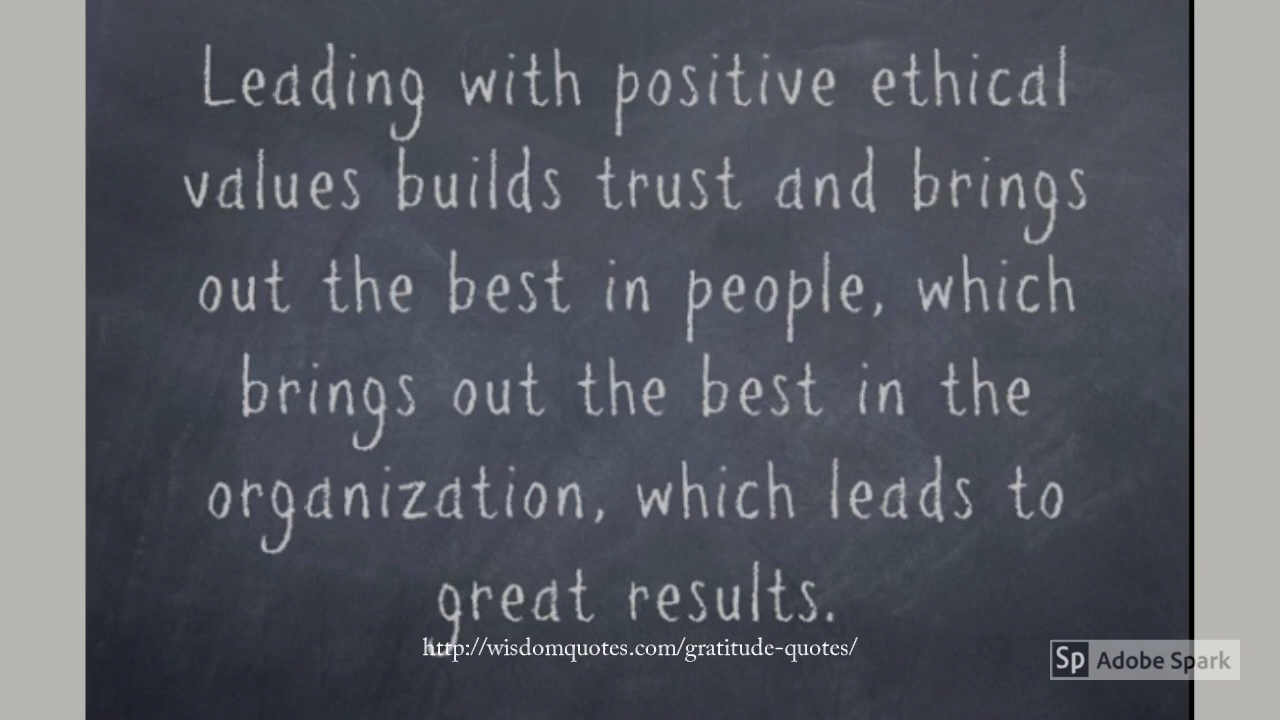 Leading with positive ethical
values builds trust and brings
out the best in people, which
brings out the best in the
organization, which leads to
great results.
http://wisdomquotes.com/gratitude-quotes/
Sp Adobe Spark